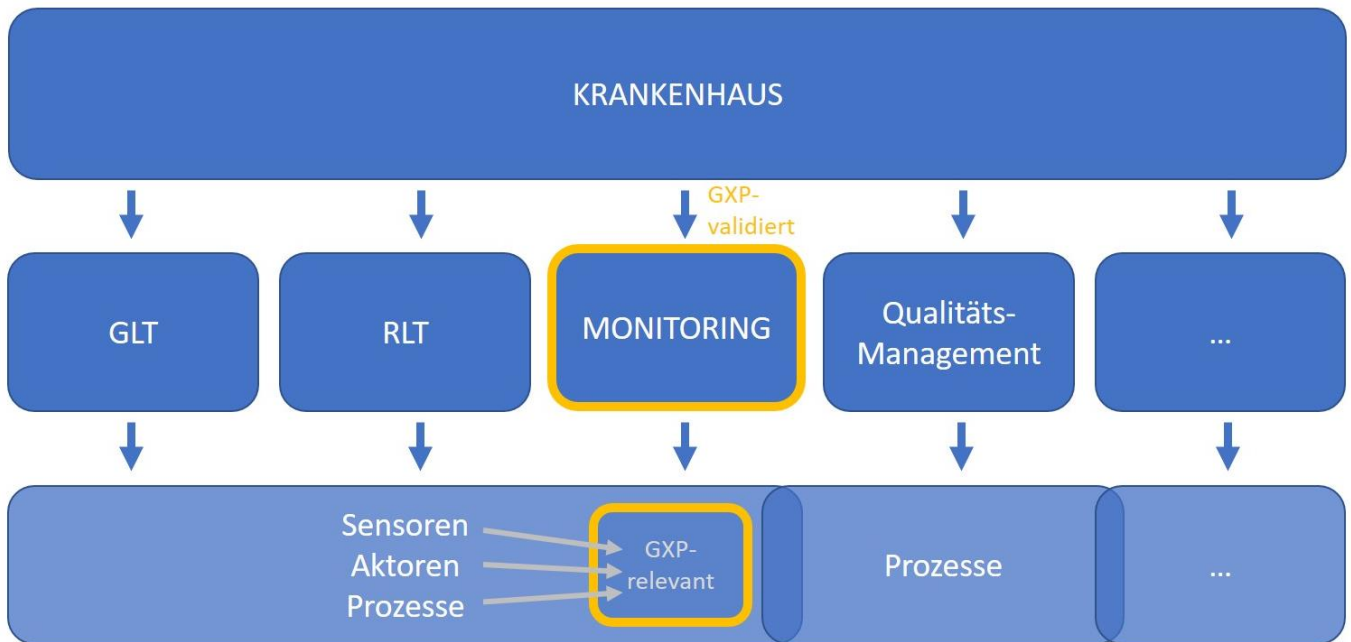 KRANKENHAUS
GXP-
validiert
GLT
RLT
MONITORING
Qualitäts-
Management
...
Sensoren
Aktoren
Prozesse
GXP-
relevant
Prozesse
...